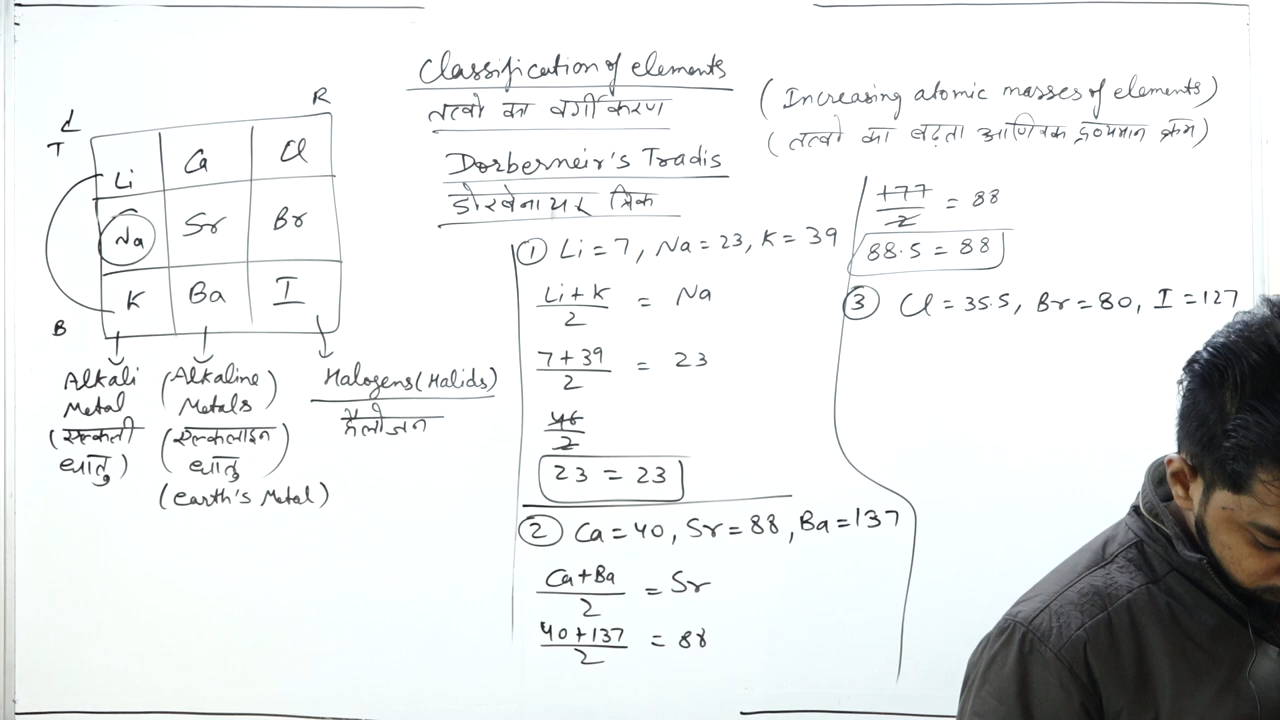 Classification of elements
तत्वो का वर्गीकरण
(Increasing atomic masses of elements)
(तत्वो का बढ़ता आणविक द्रव्यमान क्रम)
Dorberneir's Tradis
डोरबेनायर त्रिक
L R
T
Li Ca Cl
Na Sr Br
K Ba I
B
Alkali
Metal
(एल्कली
धातु)
(Alkaline)
Metals
(एल्कलाइन)
धातु
(earth's Metal)
Halogens (Halids)
हैलोजन
① Li = 7, Na = 23, K = 39
Li + K / 2 = Na
7 + 39 / 2 = 23
46 / 2
23 = 23
② Ca = 40, Sr = 88, Ba = 137
Ca + Ba / 2 = Sr
40 + 137 / 2 = 88
177 / 2 = 88
88.5 = 88
③ Cl = 35.5, Br = 80, I = 127